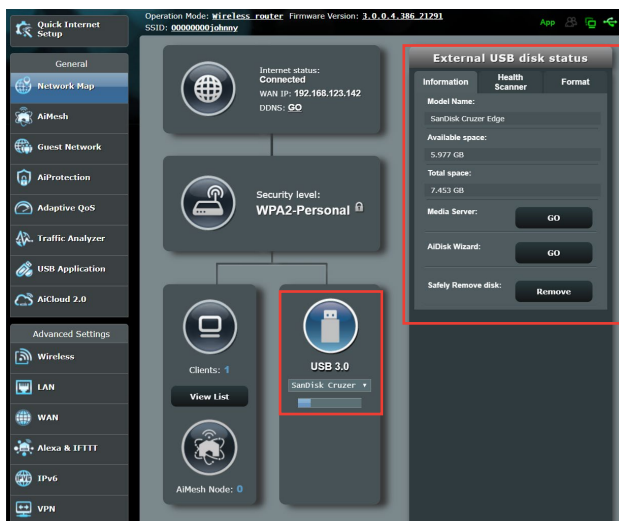 Quick Internet
Setup
Operation Mode: Wireless router Firmware Version: 3.0.0.4.386_21291
SSID: 00000000johnny
App
General
Network Map
AiMesh
Guest Network
AiProtection
Adaptive QoS
Traffic Analyzer
USB Application
AiCloud 2.0
Advanced Settings
Wireless
LAN
WAN
Alexa & IFTTT
IPv6
VPN
Internet status:
Connected
WAN IP: 192.168.123.142
DDNS: GO
Security level:
WPA2-Personal
Clients: 1
View List
AiMesh Node: 0
USB 3.0
SanDisk Cruzer
External USB disk status
Information
Health
Scanner
Format
Model Name:
SanDisk Cruzer Edge
Available space:
5.977 GB
Total space:
7.453 GB
Media Server:
GO
AiDisk Wizard:
GO
Safely Remove disk:
Remove